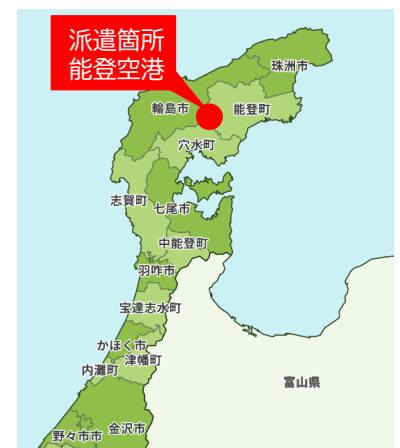 派遣箇所
能登空港
珠洲市
輪島市
能登町
穴水町
志賀町
七尾市
中能登町
羽咋市
宝達志水町
かほく市
津幡町
内灘町
富山県
金沢市
野々市市